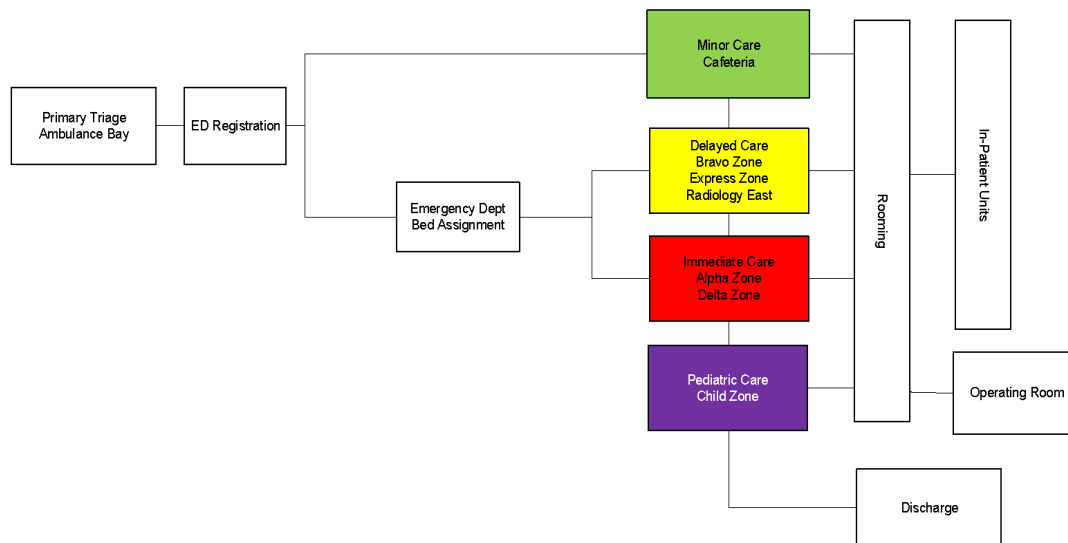 Primary Triage
Ambulance Bay
ED Registration
Emergency Dept
Bed Assignment
Minor Care
Cafeteria
Delayed Care
Bravo Zone
Express Zone
Radiology East
Immediate Care
Alpha Zone
Delta Zone
Pediatric Care
Child Zone
Rooming
In-Patient Units
Operating Room
Discharge